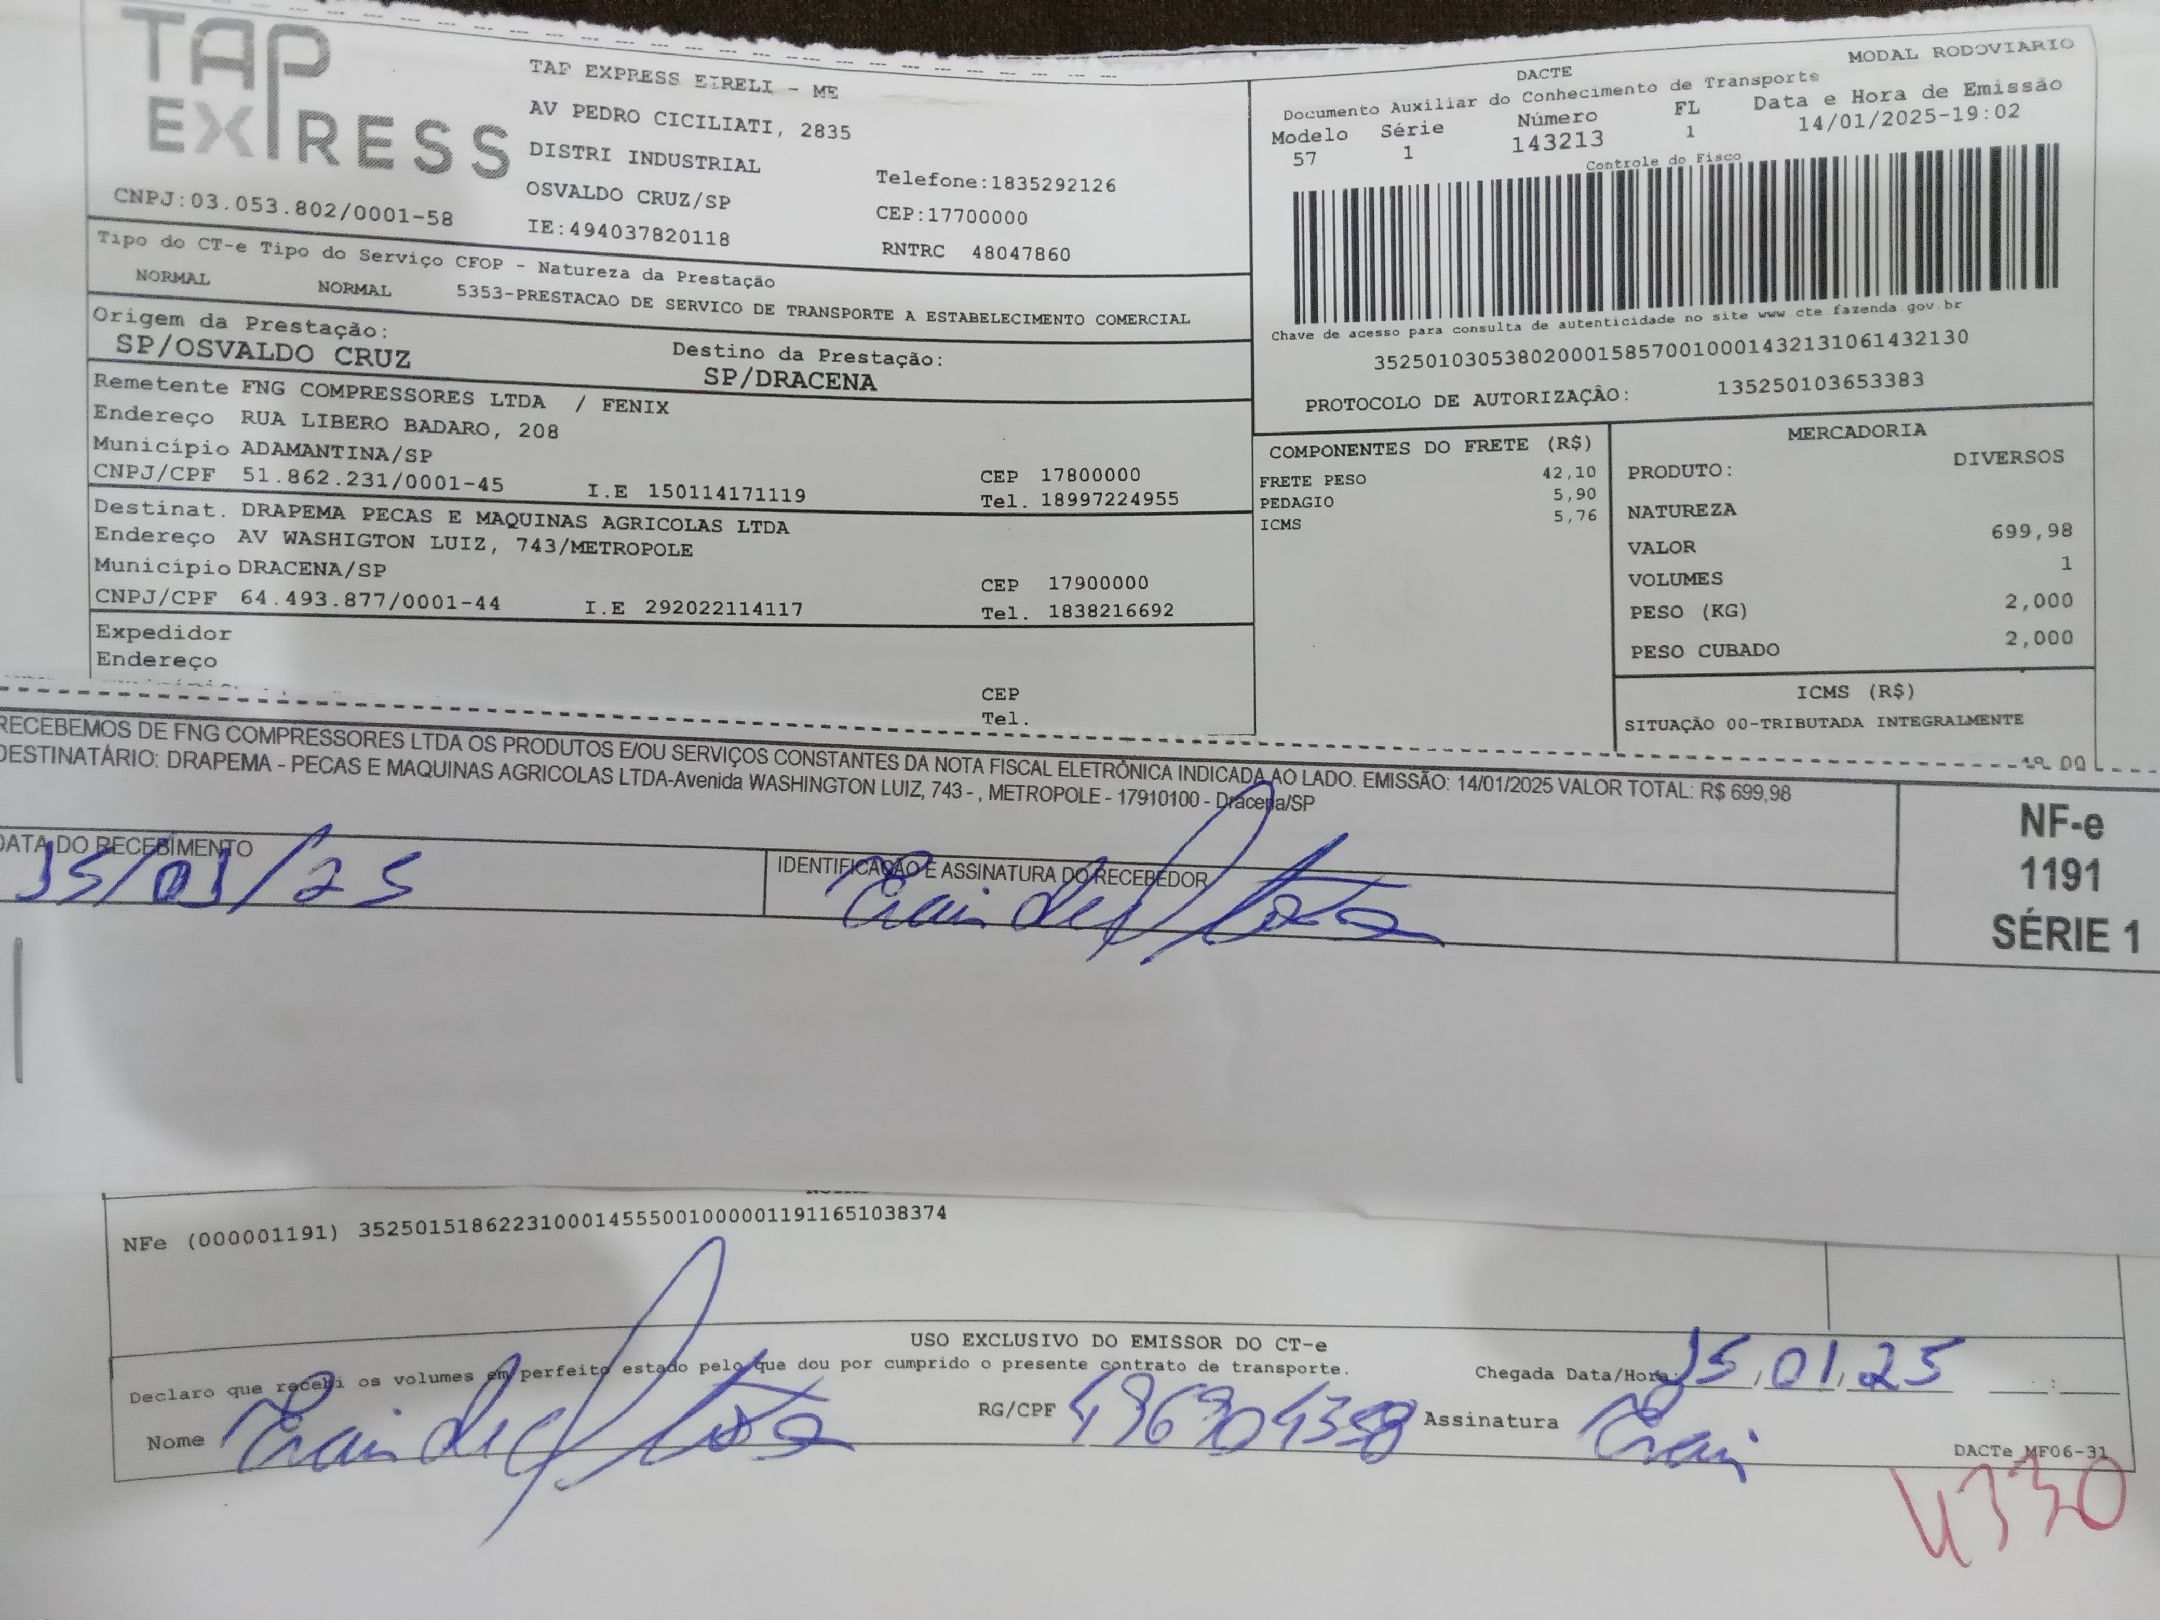 TAP
EXPRESS
CNPJ:03.053.802/0001-58
TAP EXPRESS EIRELI - ME
AV PEDRO CICILIATI, 2835
DISTRI INDUSTRIAL
OSVALDO CRUZ/SP
IE:494037820118
Telefone:1835292126
CEP:17700000
RNTRC 48047860
MODAL RODOVIARIO
DACTE
Documento Auxiliar do Conhecimento de Transporte
Modelo Série Número FL Data e Hora de Emissão
57 1 143213 1 14/01/2025-19:02
Controle do Fisco
Chave de acesso para consulta de autenticidade no site www cte.fazenda.gov.br
35250103053802000158570010001432131061432130
PROTOCOLO DE AUTORIZAÇÃO: 135250103653383
Tipo do CT-e Tipo do Serviço CFOP - Natureza da Prestação
NORMAL NORMAL 5353-PRESTACAO DE SERVICO DE TRANSPORTE A ESTABELECIMENTO COMERCIAL
Origem da Prestação: Destino da Prestação:
SP/OSVALDO CRUZ SP/DRACENA
Remetente FNG COMPRESSORES LTDA / FENIX
Endereço RUA LIBERO BADARO, 208
Município ADAMANTINA/SP CEP 17800000
CNPJ/CPF 51.862.231/0001-45 I.E 150114171119 Tel. 18997224955
Destinat. DRAPEMA PECAS E MAQUINAS AGRICOLAS LTDA
Endereço AV WASHIGTON LUIZ, 743/METROPOLE
Município DRACENA/SP CEP 17900000
CNPJ/CPF 64.493.877/0001-44 I.E 292022114117 Tel. 1838216692
Expedidor
Endereço
CEP
Tel.
COMPONENTES DO FRETE (R$)
FRETE PESO 42,10
PEDAGIO 5,90
ICMS 5,76
MERCADORIA
PRODUTO: DIVERSOS
NATUREZA
VALOR 699,98
VOLUMES 1
PESO (KG) 2,000
PESO CUBADO 2,000
ICMS (R$)
SITUAÇÃO 00-TRIBUTADA INTEGRALMENTE
RECEBEMOS DE FNG COMPRESSORES LTDA OS PRODUTOS E/OU SERVIÇOS CONSTANTES DA NOTA FISCAL ELETRÔNICA INDICADA AO LADO. EMISSÃO: 14/01/2025 VALOR TOTAL: R$ 699,98
DESTINATÁRIO: DRAPEMA - PECAS E MAQUINAS AGRICOLAS LTDA-Avenida WASHINGTON LUIZ, 743 - , METROPOLE - 17910100 - Dracena/SP
DATA DO RECEBIMENTO
15/01/25
IDENTIFICAÇÃO E ASSINATURA DO RECEBEDOR
NF-e
1191
SÉRIE 1
NFe (000001191) 35250151862231000145550010000011911651038374
USO EXCLUSIVO DO EMISSOR DO CT-e
Declaro que recebi os volumes em perfeito estado pelo que dou por cumprido o presente contrato de transporte.
Chegada Data/Hora: 15,01,25
Nome
RG/CPF
Assinatura
DACTe_MF06-31
4330